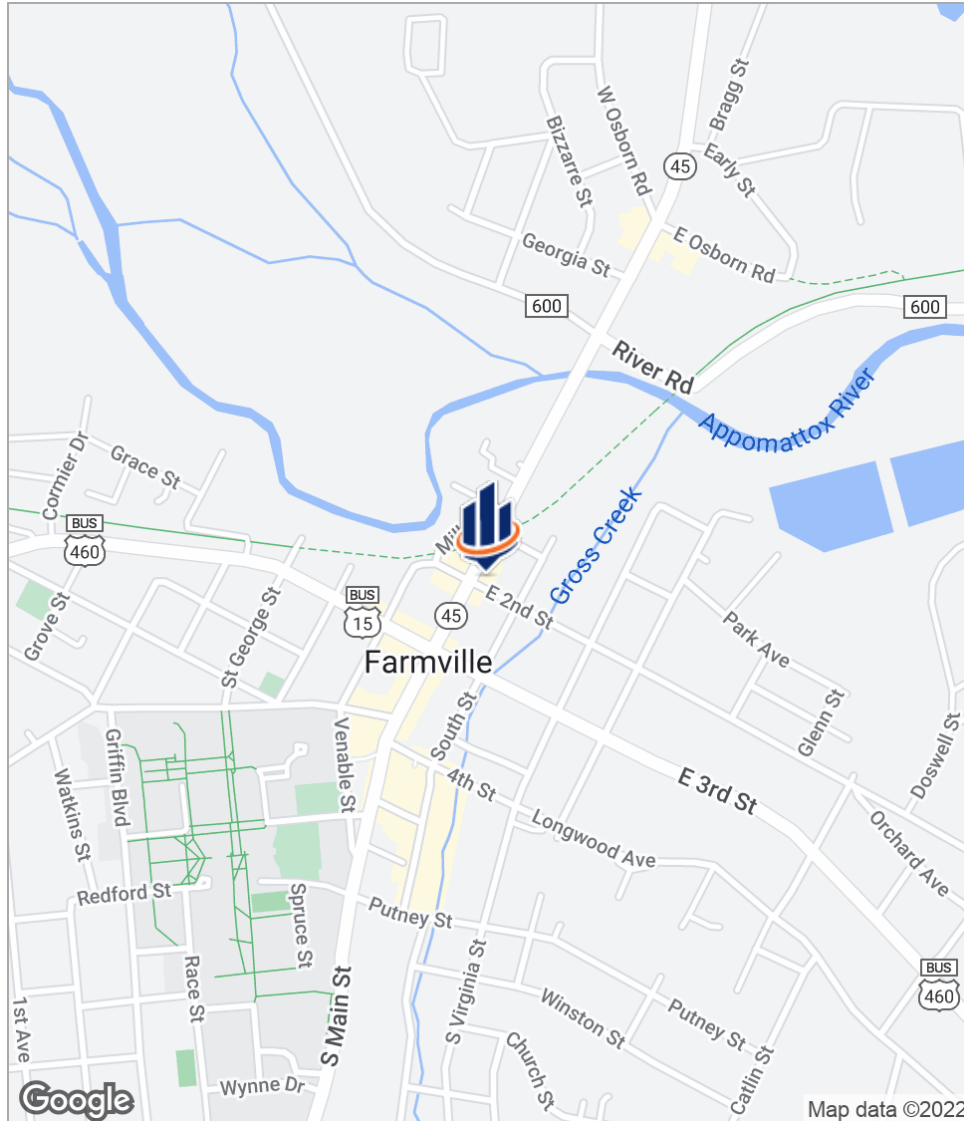 Bragg St
W Osborn Rd
Bizzarre St
45
Early St
E Osborn Rd
Georgia St
600
600
River Rd
Appomattox River
Cormier Dr
Grace St
Gross Creek
BUS
460
Grove St
St George St
BUS
15
45
E 2nd St
Park Ave
Farmville
Glenn St
Doswell St
South St
Venable St
Griffin Blvd
Watkins St
4th St
E 3rd St
Longwood Ave
Orchard Ave
Redford St
Spruce St
Putney St
Race St
S Main St
S Virginia St
Winston St
Putney St
BUS
460
1st Ave
Church St
Catlin St
Wynne Dr
Google
Map data ©2022